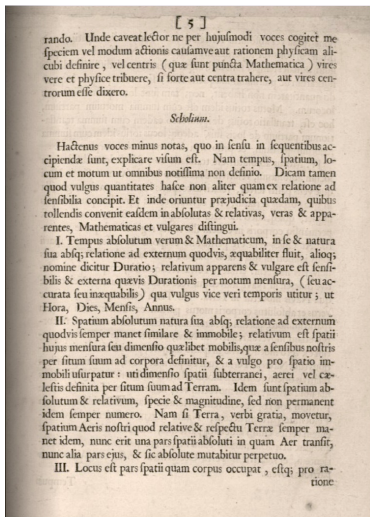 [ 5 ]
rando. Unde caveat lector ne per hujusmodi voces cogitet me
speciem vel modum actionis causamve aut rationem physicam ali-
cubi definire, vel centris (quæ sunt puncta Mathematica) vires
vere et physice tribuere, si forte aut centra trahere, aut vires cen-
trorum esse dixero.
Scholium.
Hactenus voces minus notas, quo in sensu in sequentibus ac-
cipiendæ sunt, explicare visum est. Nam tempus, spatium, lo-
cum et motum ut omnibus notissima non definio. Dicam tamen
quod vulgus quantitates hasce non aliter quam ex relatione ad
sensibilia concipit. Et inde oriuntur præjudicia quædam, quibus
tollendis convenit easdem in absolutas & relativas, veras & appa-
rentes, Mathematicas et vulgares distingui.
I. Tempus absolutum verum & Mathematicum, in se & natura
sua absq; relatione ad externum quodvis, æquabiliter fluit, alioq;
nomine dicitur Duratio; relativum apparens & vulgare est sensi-
bilis & externa quævis Durationis per motum mensura, (seu ac-
curata seu inæquabilis) qua vulgus vice veri temporis utitur; ut
Hora, Dies, Mensis, Annus.
II. Spatium absolutum natura sua absq; relatione ad externum
quodvis semper manet similare & immobile; relativum est spatii
hujus mensura seu dimensio quælibet mobilis, quæ a sensibus nostris
per situm suum ad corpora definitur, & a vulgo pro spatio im-
mobili usurpatur: uti dimensio spatii subterranei, aerei vel cæ-
lestis definita per situm suum ad Terram. Idem sunt spatium ab-
solutum & relativum, specie & magnitudine, sed non permanent
idem semper numero. Nam si Terra, verbi gratia, movetur,
spatium Aeris nostri quod relative & respectu Terræ semper ma-
net idem, nunc erit una pars spatii absoluti in quam Aer transit,
nunc alia pars ejus, & sic absolute mutabitur perpetuo.
III. Locus est pars spatii quam corpus occupat, estq; pro ra-
tione